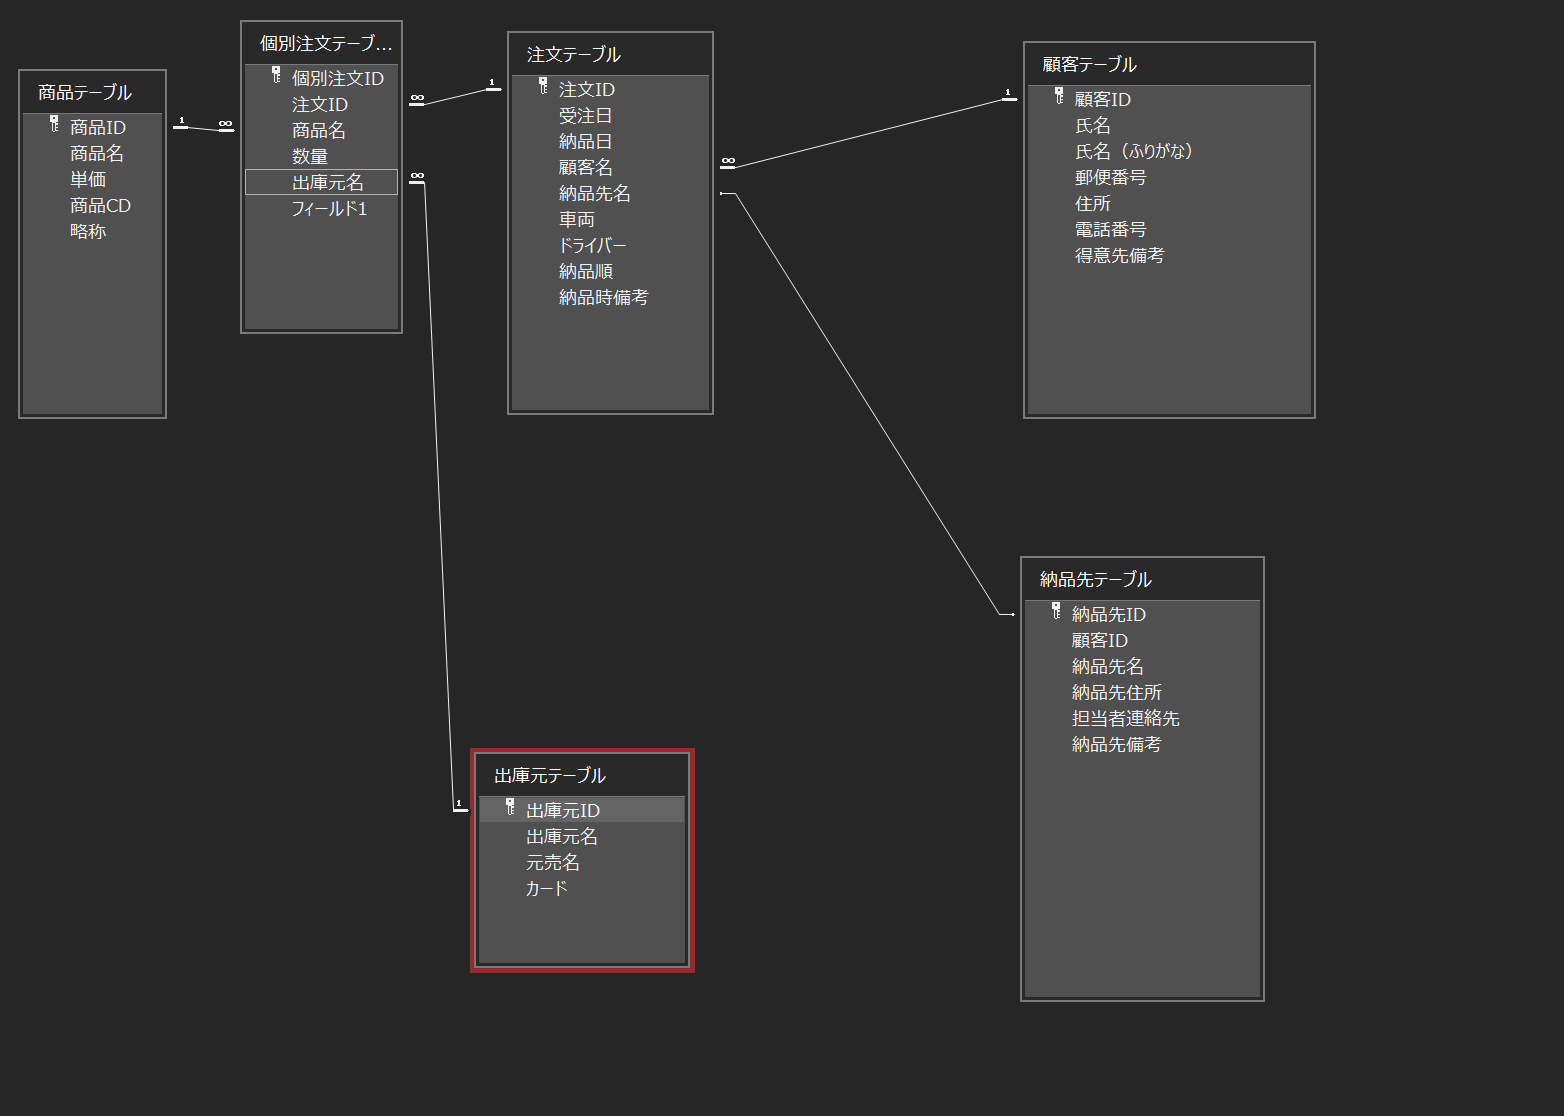 商品テーブル
商品ID
商品名
単価
商品CD
略称
1
∞
個別注文テーブ...
個別注文ID
注文ID
商品名
数量
出庫元名
フィールド1
∞
1
∞
注文テーブル
注文ID
受注日
納品日
顧客名
納品先名
車両
ドライバー
納品順
納品時備考
∞
1
顧客テーブル
顧客ID
氏名
氏名（ふりがな）
郵便番号
住所
電話番号
得意先備考
納品先テーブル
納品先ID
顧客ID
納品先名
納品先住所
担当者連絡先
納品先備考
1
出庫元テーブル
出庫元ID
出庫元名
元売名
カード